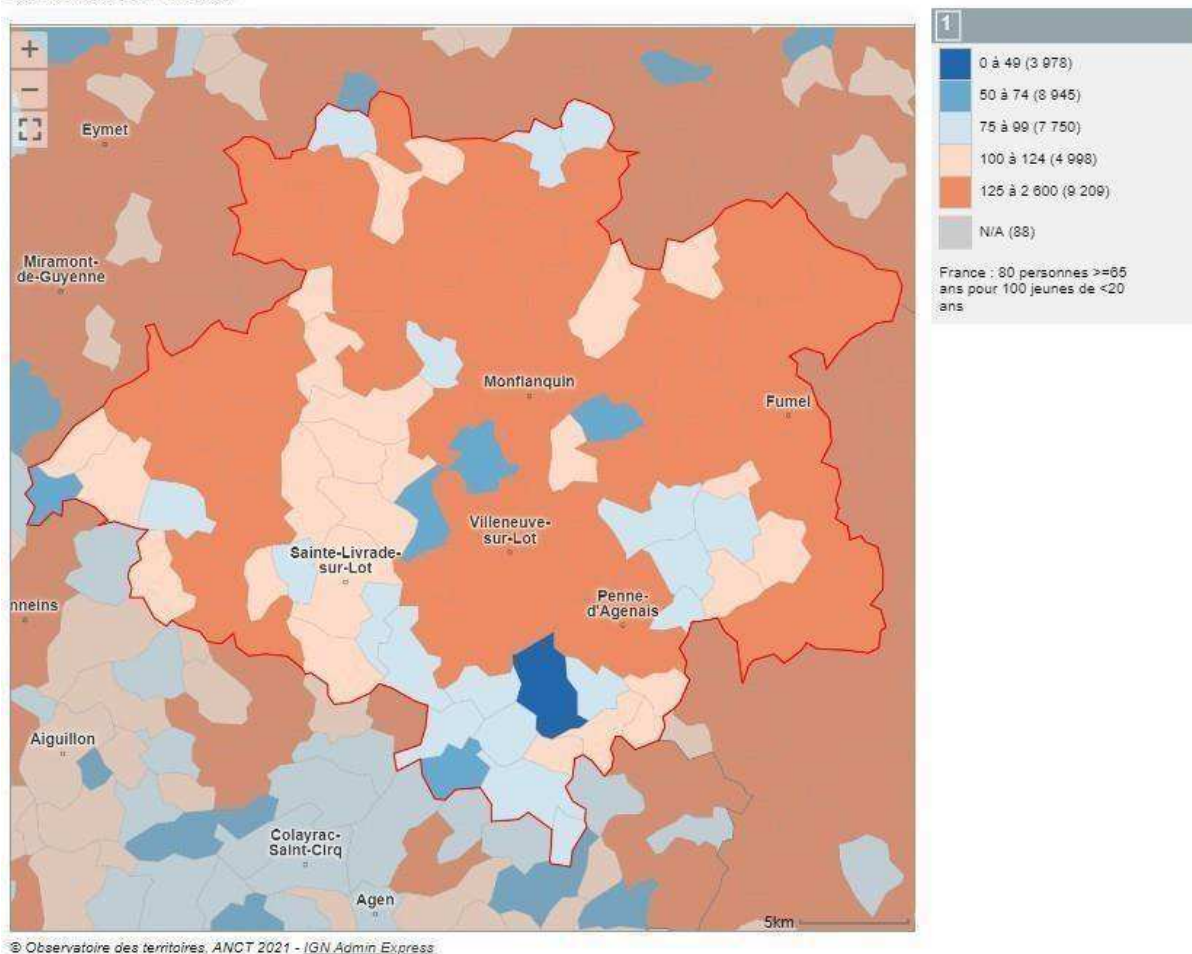 +
−
Eymet
Miramont-
de-Guyenne
Monflanquin
Fumel
Villeneuve-
sur-Lot
Sainte-Livrade-
sur-Lot
Penne-
d'Agenais
nneins
Aiguillon
Colayrac-
Saint-Cirq
Agen
5km
© Observatoire des territoires, ANCT 2021 - IGN Admin Express
1
0 à 49 (3 978)
50 à 74 (8 945)
75 à 99 (7 750)
100 à 124 (4 998)
125 à 2 600 (9 209)
N/A (88)
France : 80 personnes >=65
ans pour 100 jeunes de <20
ans